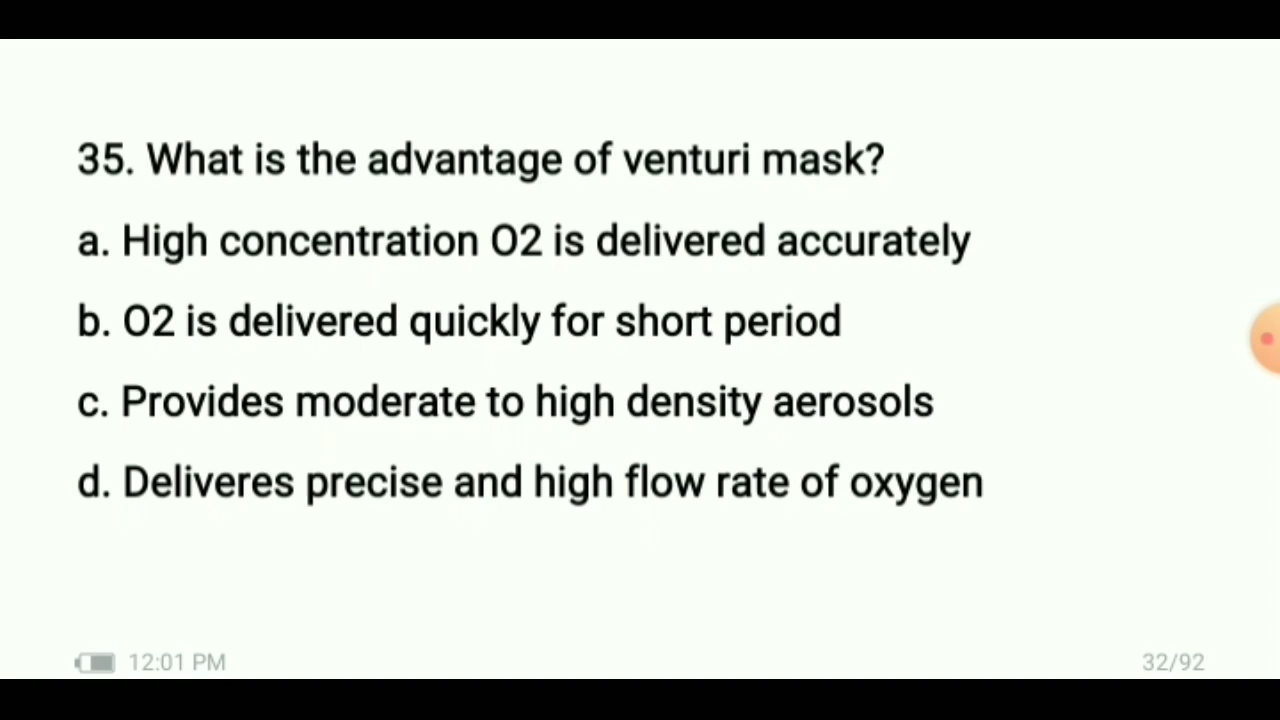 35. What is the advantage of venturi mask?
a. High concentration O2 is delivered accurately
b. O2 is delivered quickly for short period
c. Provides moderate to high density aerosols
d. Deliveres precise and high flow rate of oxygen
12:01 PM
32/92